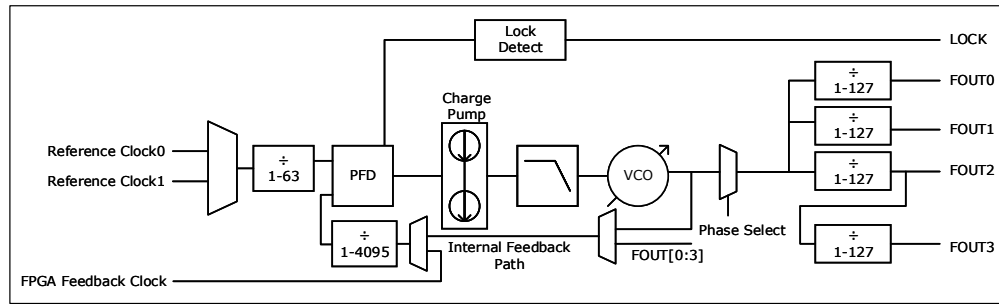 Lock
Detect
LOCK
÷
1-127
FOUT0
Charge
Pump
÷
1-127
FOUT1
Reference Clock0
Reference Clock1
÷
1-63
PFD
VCO
÷
1-127
FOUT2
Phase Select
÷
1-4095
Internal Feedback
Path
FOUT[0:3]
÷
1-127
FOUT3
FPGA Feedback Clock